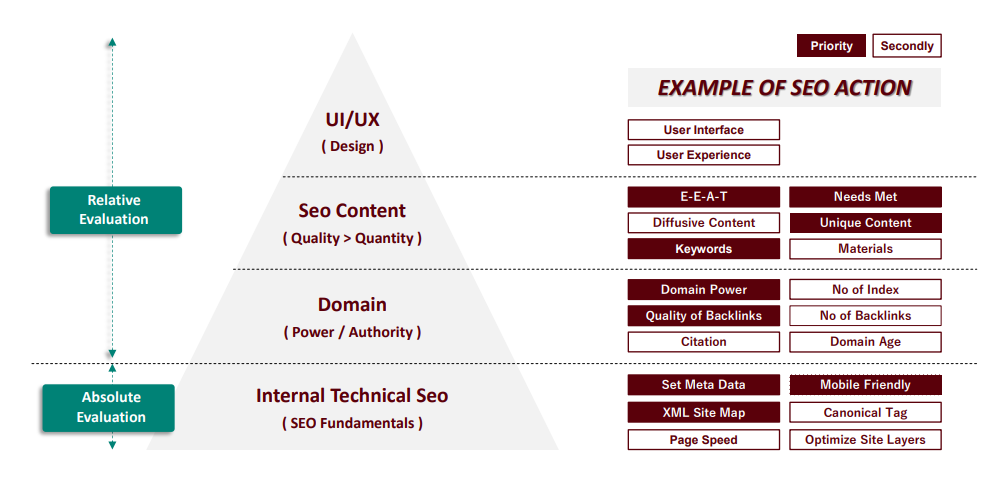 Priority
Secondly
EXAMPLE OF SEO ACTION
UI/UX
( Design )
User Interface
User Experience
Relative
Evaluation
Seo Content
( Quality > Quantity )
E-E-A-T
Needs Met
Diffusive Content
Unique Content
Keywords
Materials
Domain
( Power / Authority )
Domain Power
No of Index
Quality of Backlinks
No of Backlinks
Citation
Domain Age
Absolute
Evaluation
Internal Technical Seo
( SEO Fundamentals )
Set Meta Data
Mobile Friendly
XML Site Map
Canonical Tag
Page Speed
Optimize Site Layers